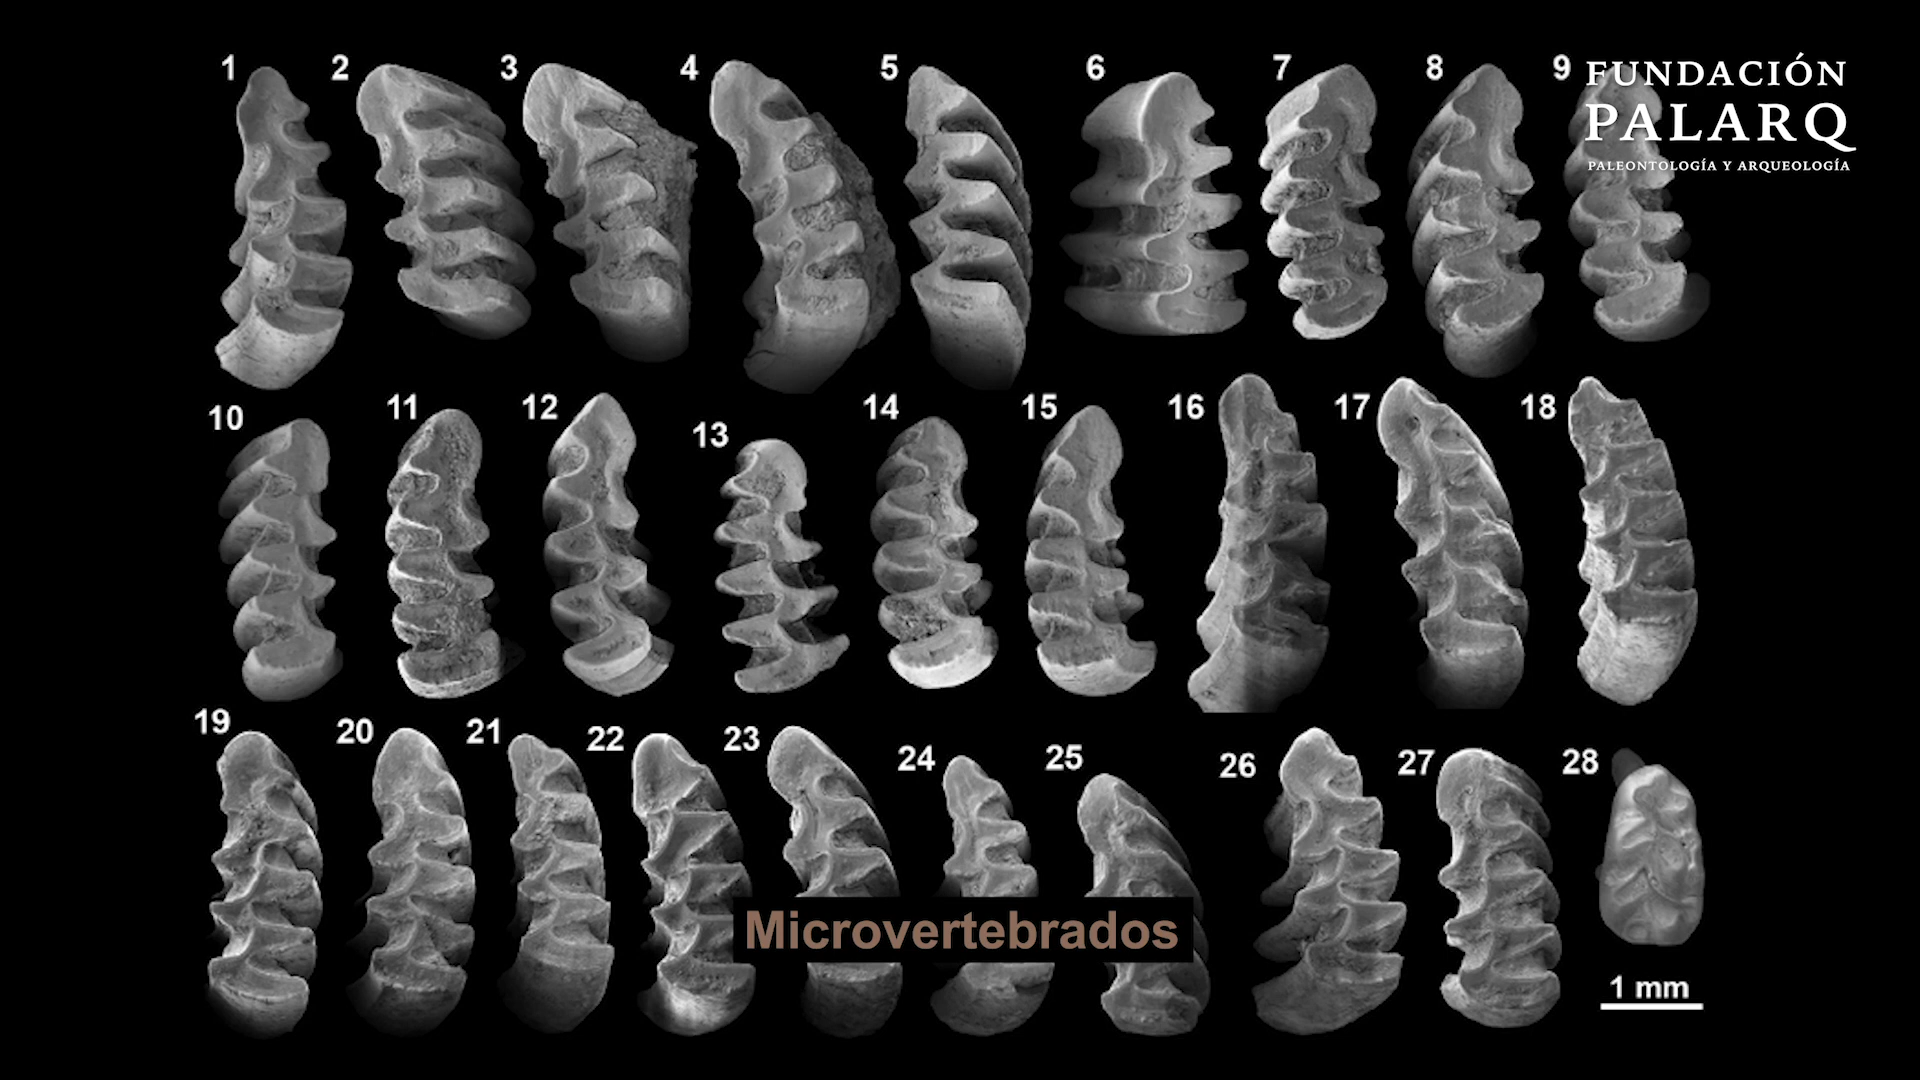 1 2 3 4 5 6 7 8 9
FUNDACIÓN
PALARQ
PALEONTOLOGÍA Y ARQUEOLOGÍA
10 11 12 13 14 15 16 17 18
19 20 21 22 23 24 25 26 27 28
Microvertebrados
1 mm